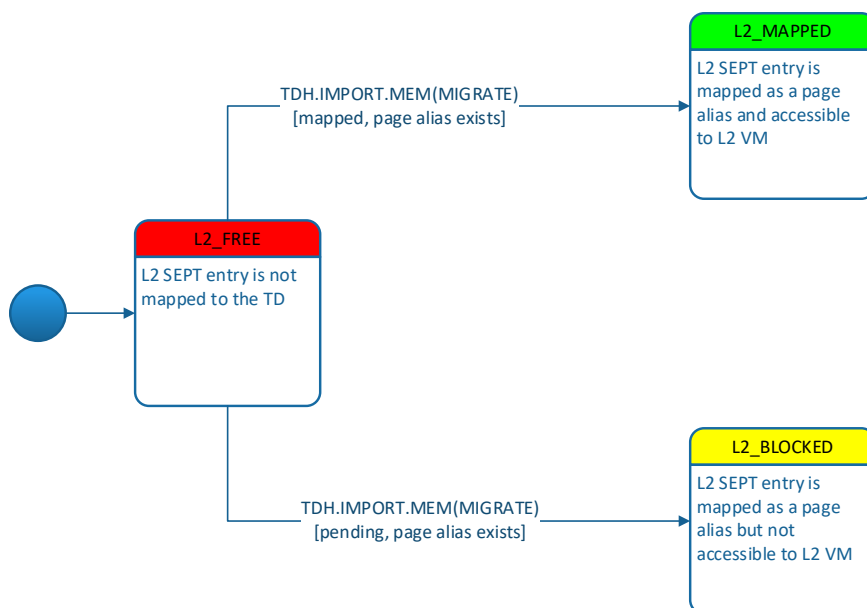 L2_MAPPED
L2 SEPT entry is
mapped as a page
alias and accessible
to L2 VM
TDH.IMPORT.MEM(MIGRATE)
[mapped, page alias exists]
L2_FREE
L2 SEPT entry is not
mapped to the TD
TDH.IMPORT.MEM(MIGRATE)
[pending, page alias exists]
L2_BLOCKED
L2 SEPT entry is
mapped as a page
alias but not
accessible to L2 VM